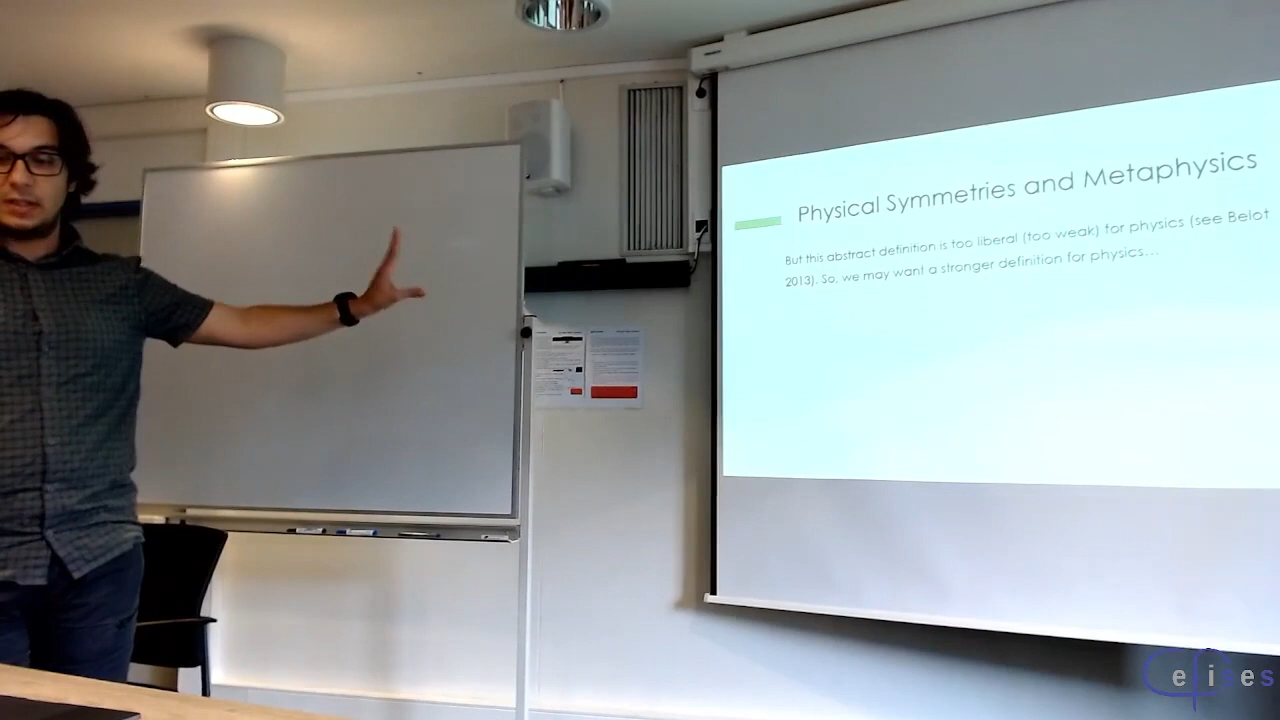 Physical Symmetries and Metaphysics
But this abstract definition is too liberal (too weak) for physics (see Belot
2013). So, we may want a stronger definition for physics…
efises